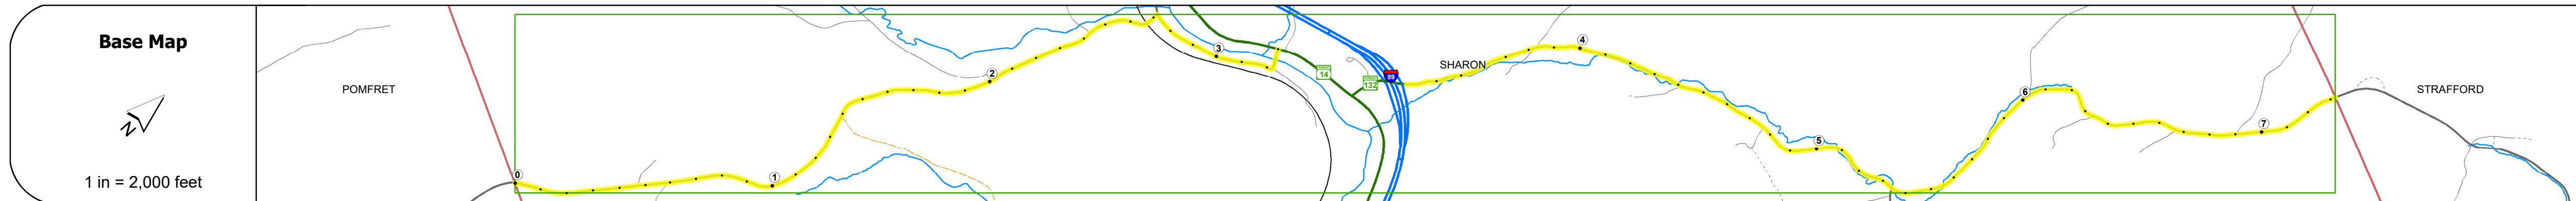 Base Map
N
1 in = 2,000 feet
POMFRET
0
1
2
3
14
132
89
SHARON
4
5
6
7
STRAFFORD